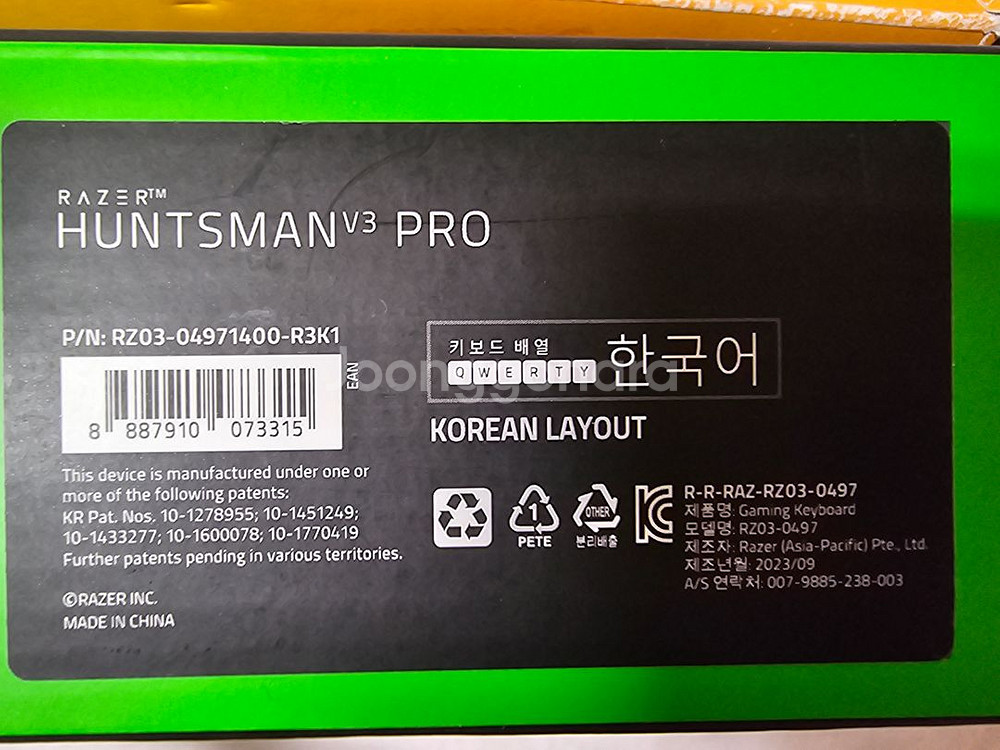 RAZER™
HUNTSMAN V3 PRO
P/N: RZ03-04971400-R3K1
EAN
8 887910 073315
This device is manufactured under one or
more of the following patents:
KR Pat. Nos. 10-1278955; 10-1451249;
10-1433277; 10-1600078; 10-1770419
Further patents pending in various territories.
©RAZER INC.
MADE IN CHINA
키보드 배열
QWERTY
한국어
KOREAN LAYOUT
1
PETE
OTHER
분리배출
R-R-RAZ-RZ03-0497
제품명: Gaming Keyboard
모델명: RZ03-0497
제조자: Razer (Asia-Pacific) Pte., Ltd.
제조년월: 2023/09
A/S 연락처: 007-9885-238-003
joonggonara